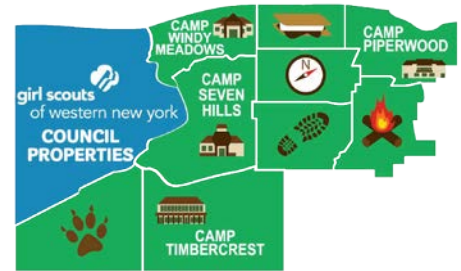 girl scouts
of western new york
COUNCIL
PROPERTIES
CAMP
WINDY
MEADOWS
CAMP
PIPERWOOD
N
CAMP
SEVEN
HILLS
CAMP
TIMBERCREST